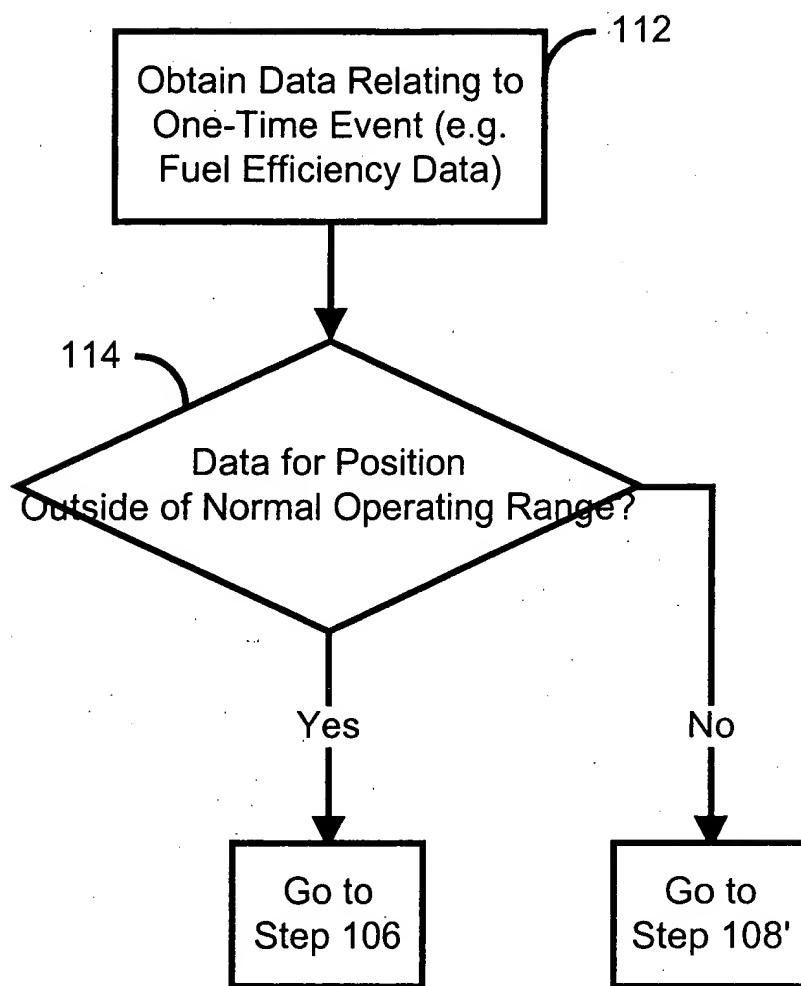 112
Obtain Data Relating to
One-Time Event (e.g.
Fuel Efficiency Data)
114
Data for Position
Outside of Normal Operating Range?
Yes
No
Go to
Step 106
Go to
Step 108'